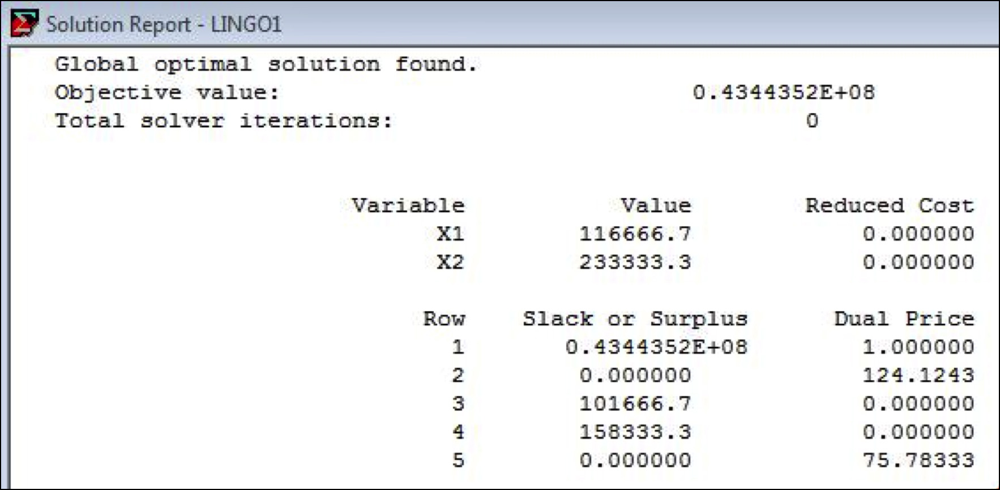 Solution Report - LINGO1
Global optimal solution found.
Objective value: 0.4344352E+08
Total solver iterations: 0
Variable Value Reduced Cost
X1 116666.7 0.000000
X2 233333.3 0.000000
Row Slack or Surplus Dual Price
1 0.4344352E+08 1.000000
2 0.000000 124.1243
3 101666.7 0.000000
4 158333.3 0.000000
5 0.000000 75.78333